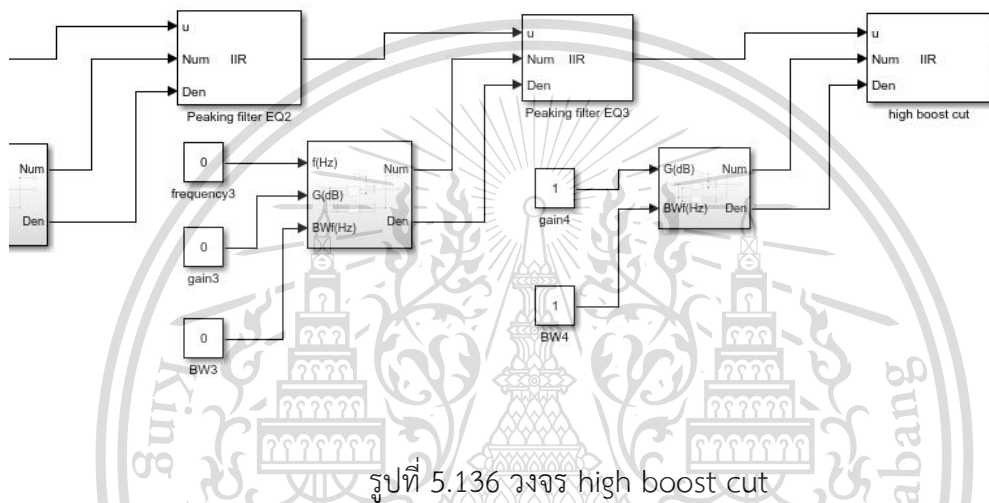 u
Num IIR
Den
Peaking filter EQ2
u
Num IIR
Den
Peaking filter EQ3
u
Num IIR
Den
high boost cut
Num
Den
0
frequency3
0
gain3
0
BW3
f(Hz)
G(dB)
BWf(Hz)
Num
Den
1
gain4
1
BW4
G(dB)
BWf(Hz)
Num
Den
King
abang
รูปที่ 5.136 วงจร high boost cut